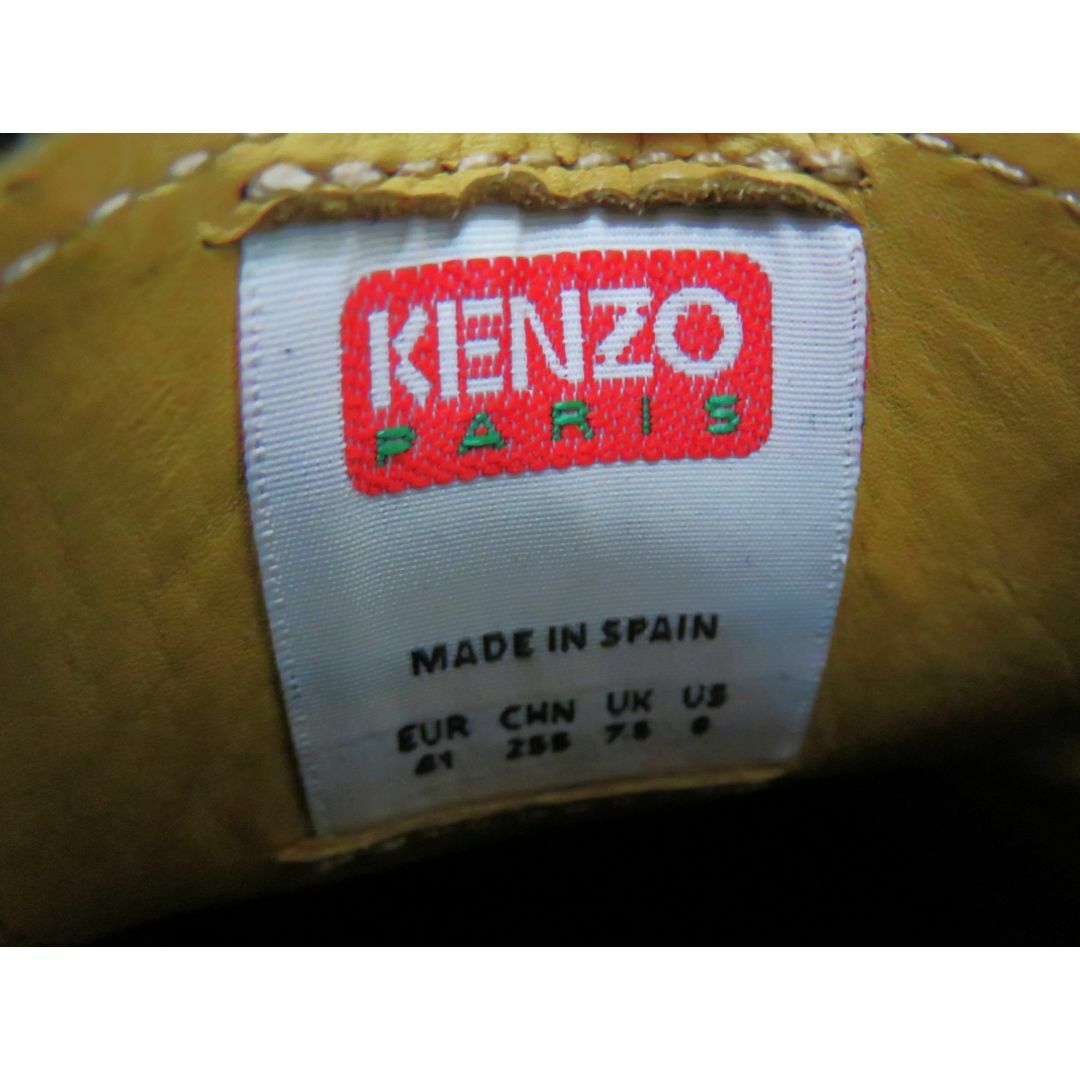 KENZO
PARIS
MADE IN SPAIN
EUR CHN UK US
41 255 7.5 8